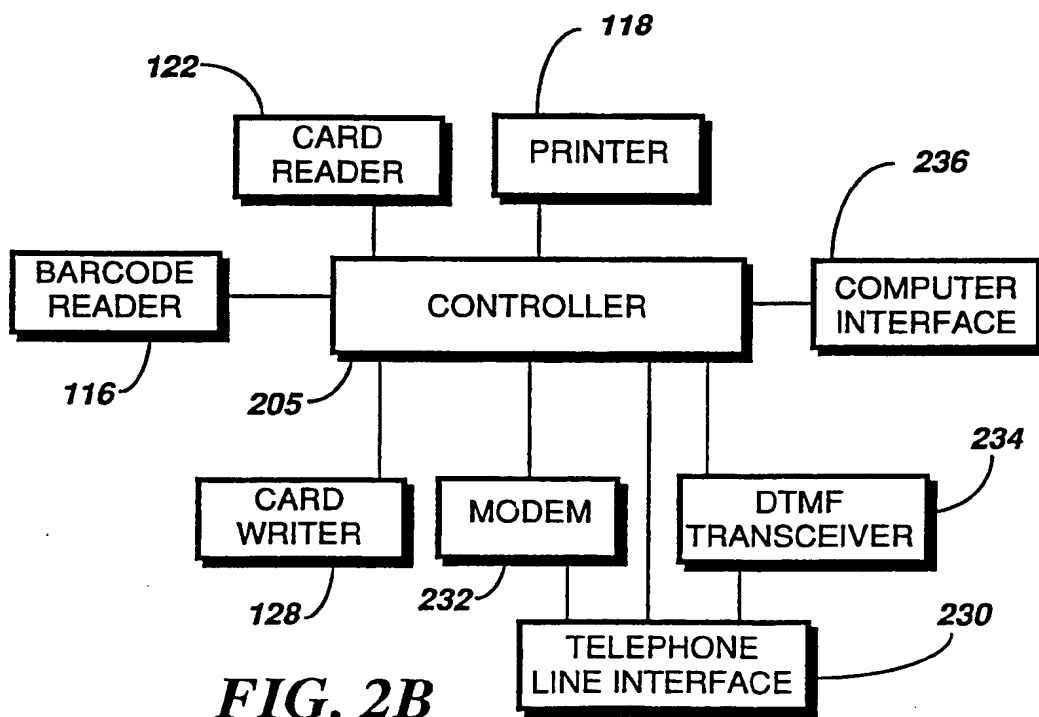 118
122
CARD
READER
PRINTER
236
BARCODE
READER
CONTROLLER
COMPUTER
INTERFACE
116
205
234
CARD
WRITER
MODEM
DTMF
TRANSCEIVER
128
232
230
TELEPHONE
LINE INTERFACE
FIG. 2B